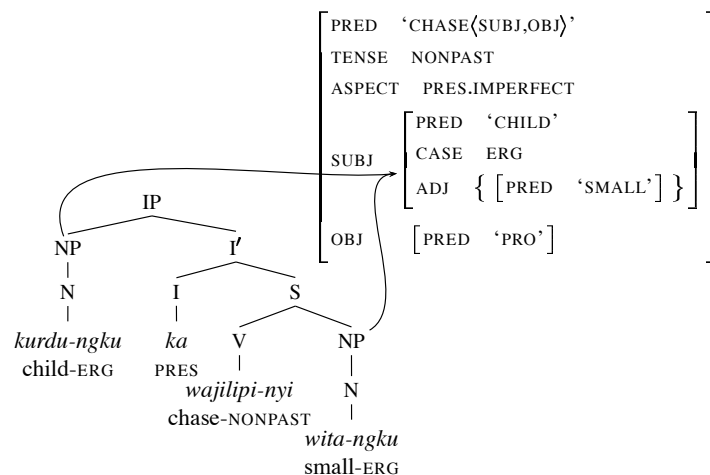 PRED ‘CHASE⟨SUBJ,OBJ⟩’
TENSE NONPAST
ASPECT PRES.IMPERFECT
SUBJ
PRED ‘CHILD’
CASE ERG
ADJ { [PRED ‘SMALL’] }
OBJ [PRED ‘PRO’]
IP
NP I′
N I S
kurdu-ngku ka V NP
child-ERG PRES
wajilipi-nyi N
chase-NONPAST
wita-ngku
small-ERG